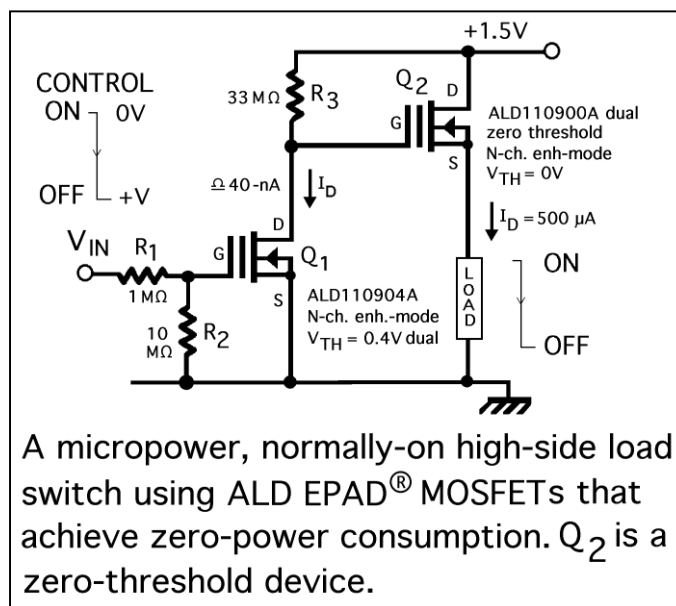 +1.5V
CONTROL
ON 0V
OFF +V
33 MΩ
R3
Q2
D
G
S
ALD110900A dual
zero threshold
N-ch. enh-mode
VTH = 0V
Ω 40-nA
ID
ID = 500 µA
VIN
R1
1 MΩ
G
D
Q1
S
ALD110904A
N-ch. enh.-mode
VTH = 0.4V dual
10
MΩ
R2
LOAD
ON
OFF
A micropower, normally-on high-side load
switch using ALD EPAD® MOSFETs that
achieve zero-power consumption. Q2 is a
zero-threshold device.